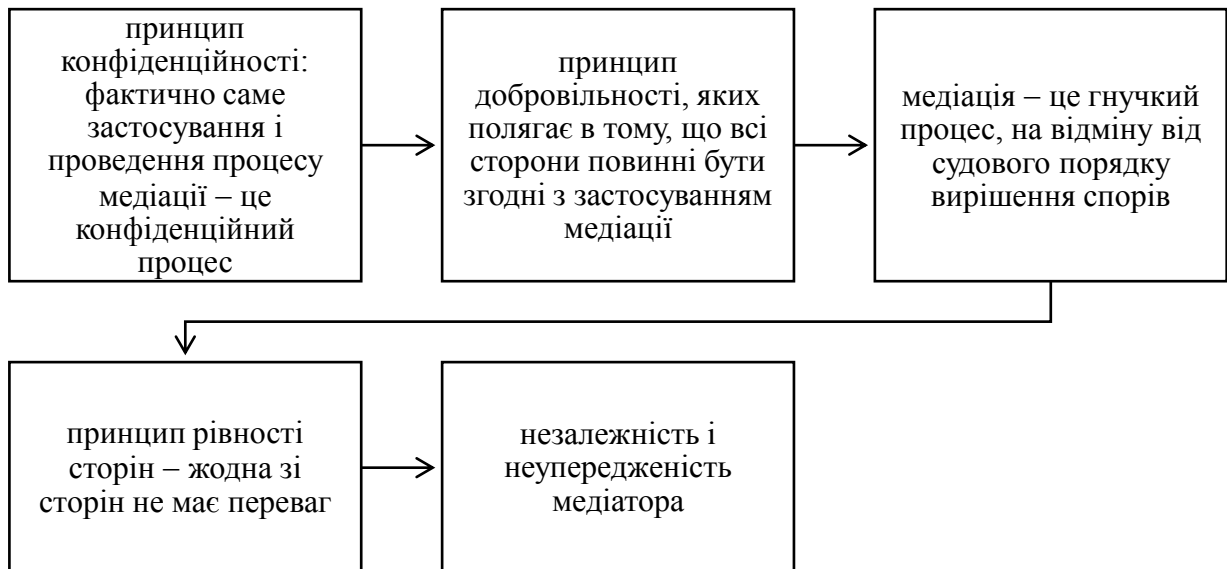 принцип
конфіденційності:
фактично саме
застосування і
проведення процесу
медіації – це
конфіденційний
процес
принцип
добровільності, яких
полягає в тому, що всі
сторони повинні бути
згодні з застосуванням
медіації
медіація – це гнучкий
процес, на відміну від
судового порядку
вирішення спорів
принцип рівності
сторін – жодна зі
сторін не має переваг
незалежність і
неупередженість
медіатора